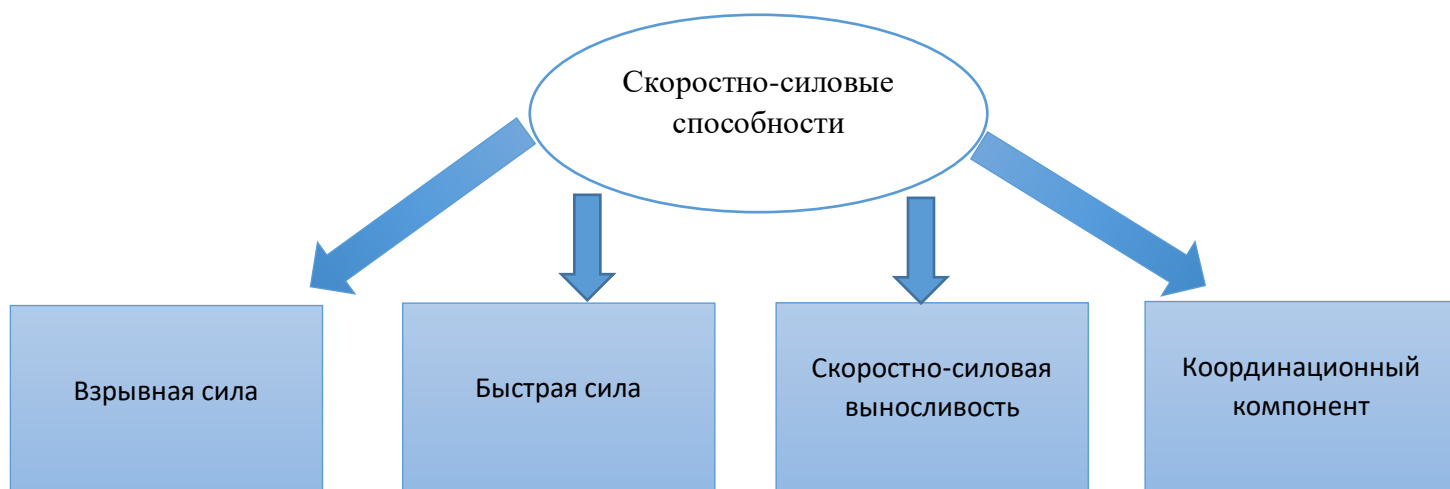 Скоростно-силовые
способности
Взрывная сила
Быстрая сила
Скоростно-силовая
выносливость
Координационный
компонент